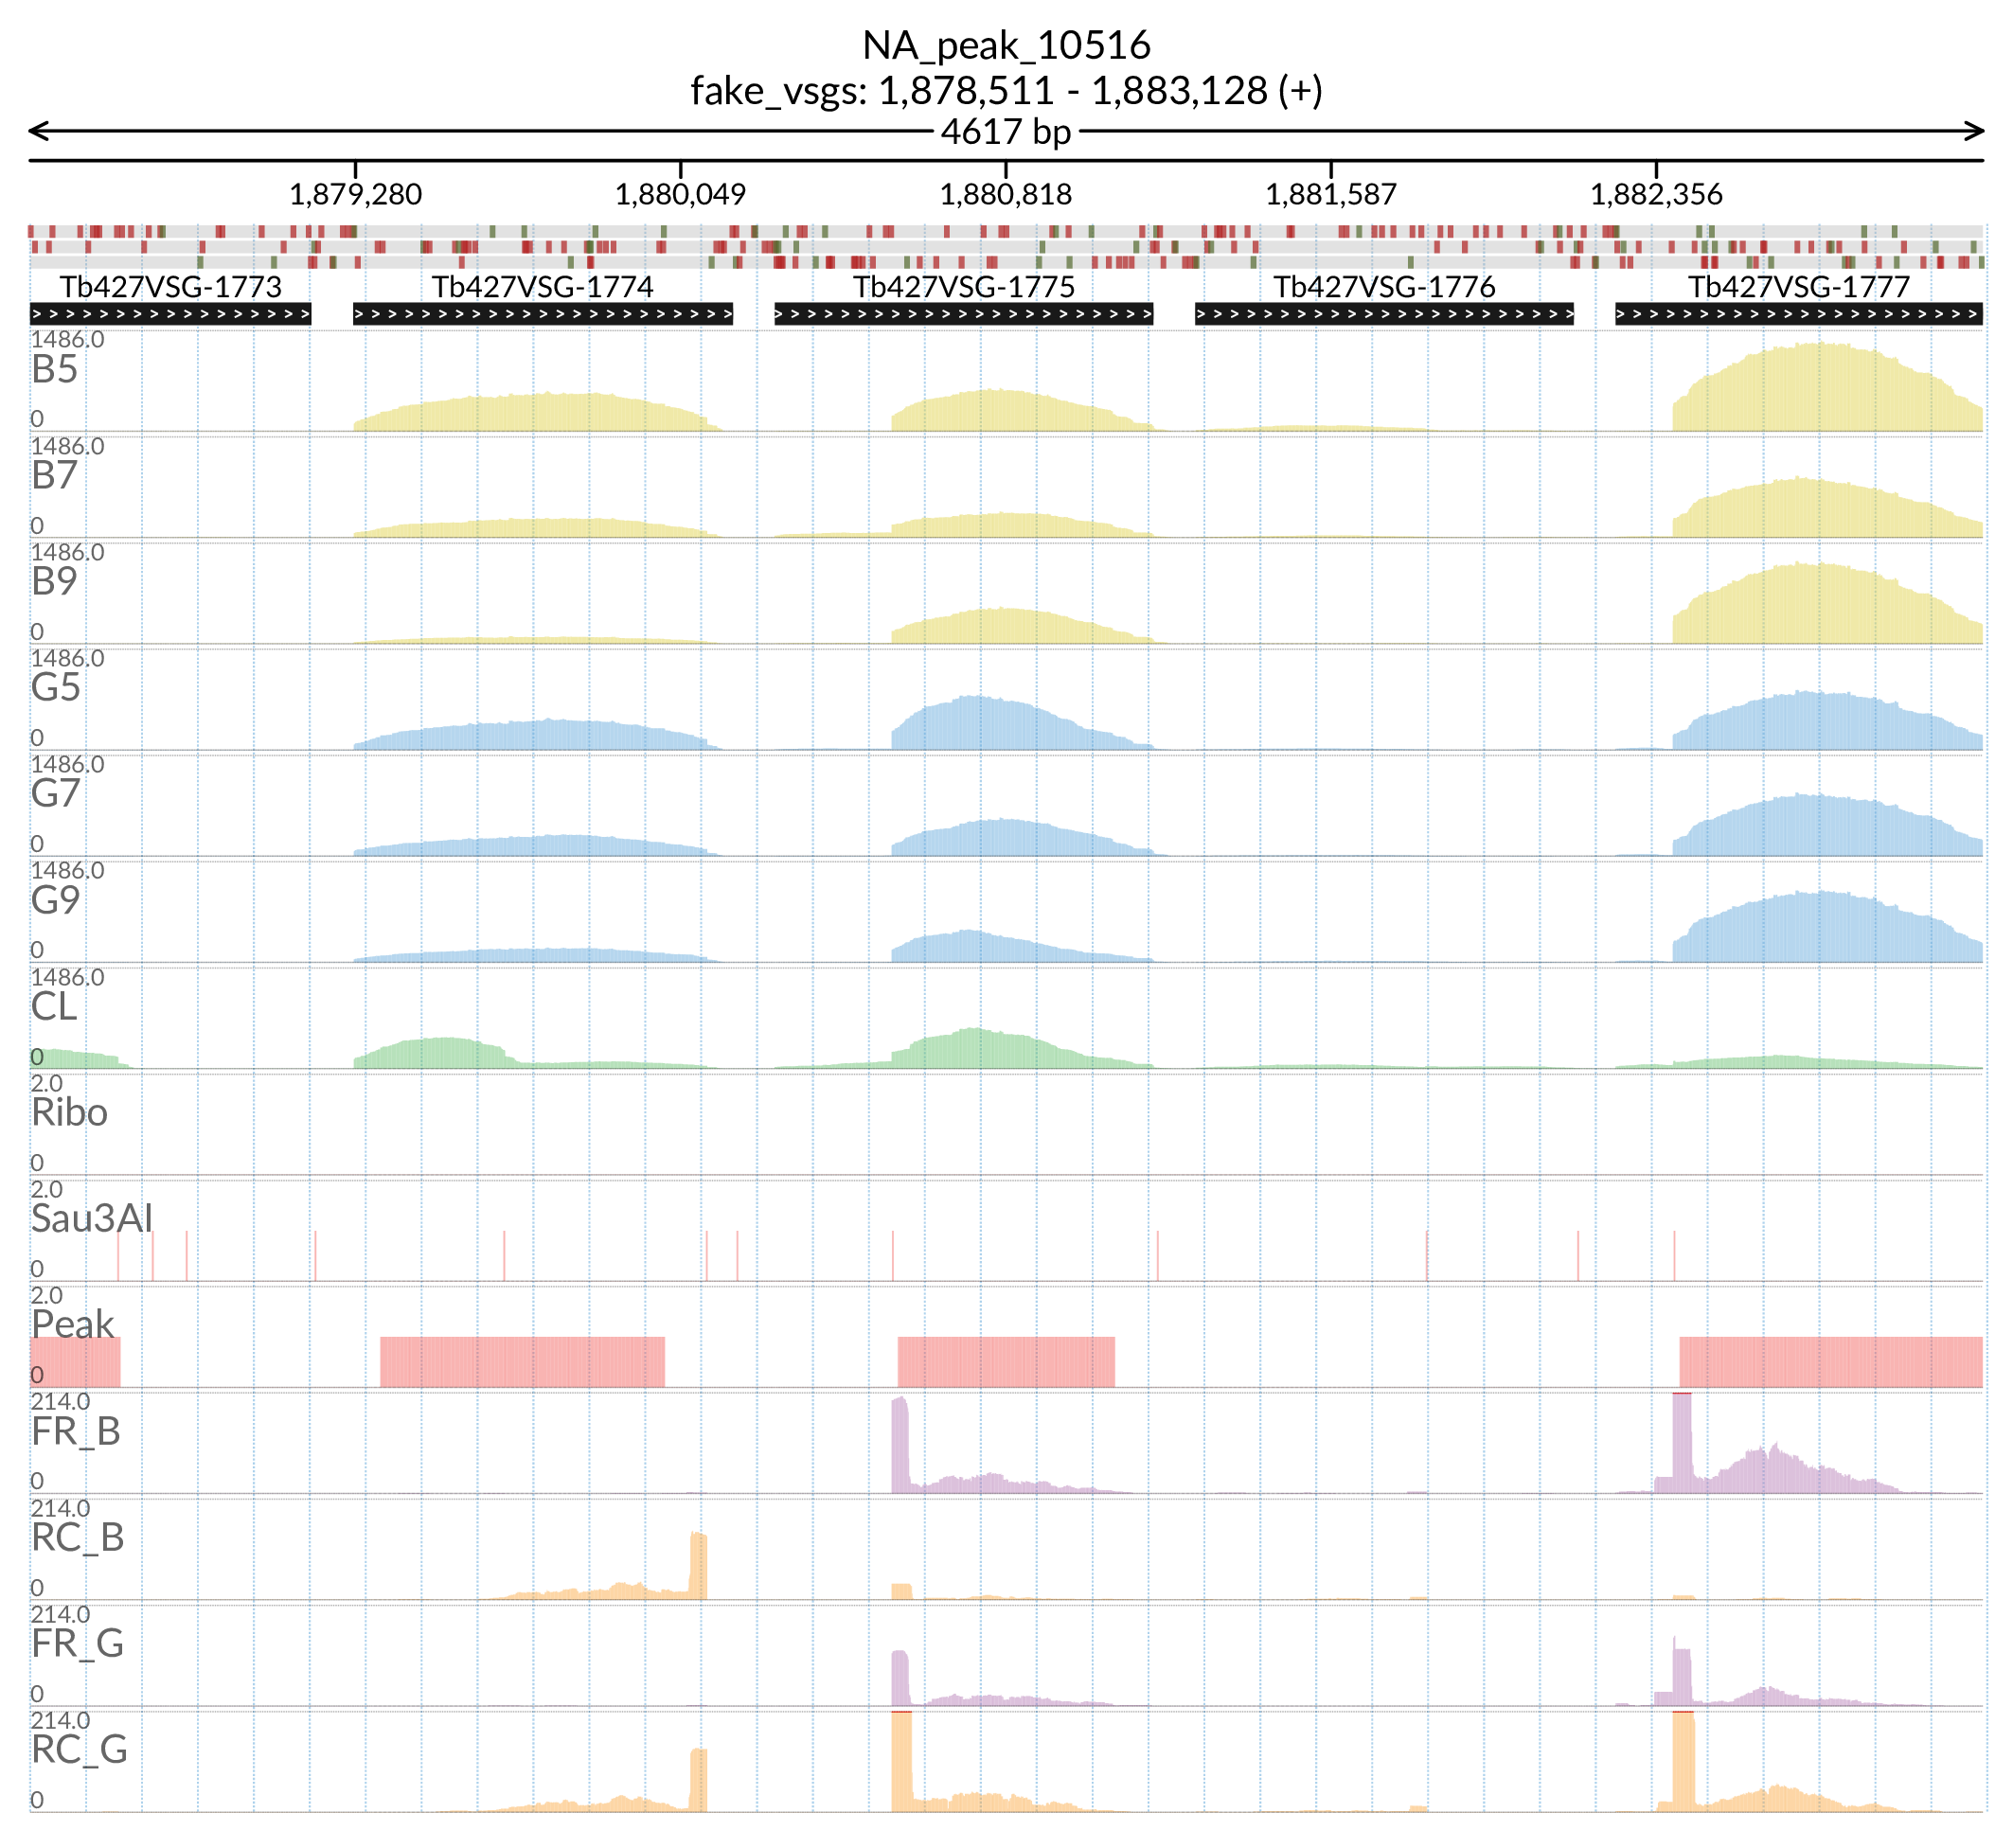 NA_peak_10516
fake_vsgs: 1,878,511 - 1,883,128 (+)
4617 bp
1,879,280 1,880,049 1,880,818 1,881,587 1,882,356
Tb427VSG-1773 Tb427VSG-1774 Tb427VSG-1775 Tb427VSG-1776 Tb427VSG-1777
1486.0
B5
0
1486.0
B7
0
1486.0
B9
0
1486.0
G5
0
1486.0
G7
0
1486.0
G9
0
1486.0
CL
0
2.0
Ribo
0
2.0
Sau3AI
0
2.0
Peak
0
214.0
FR_B
0
214.0
RC_B
0
214.0
FR_G
0
214.0
RC_G
0